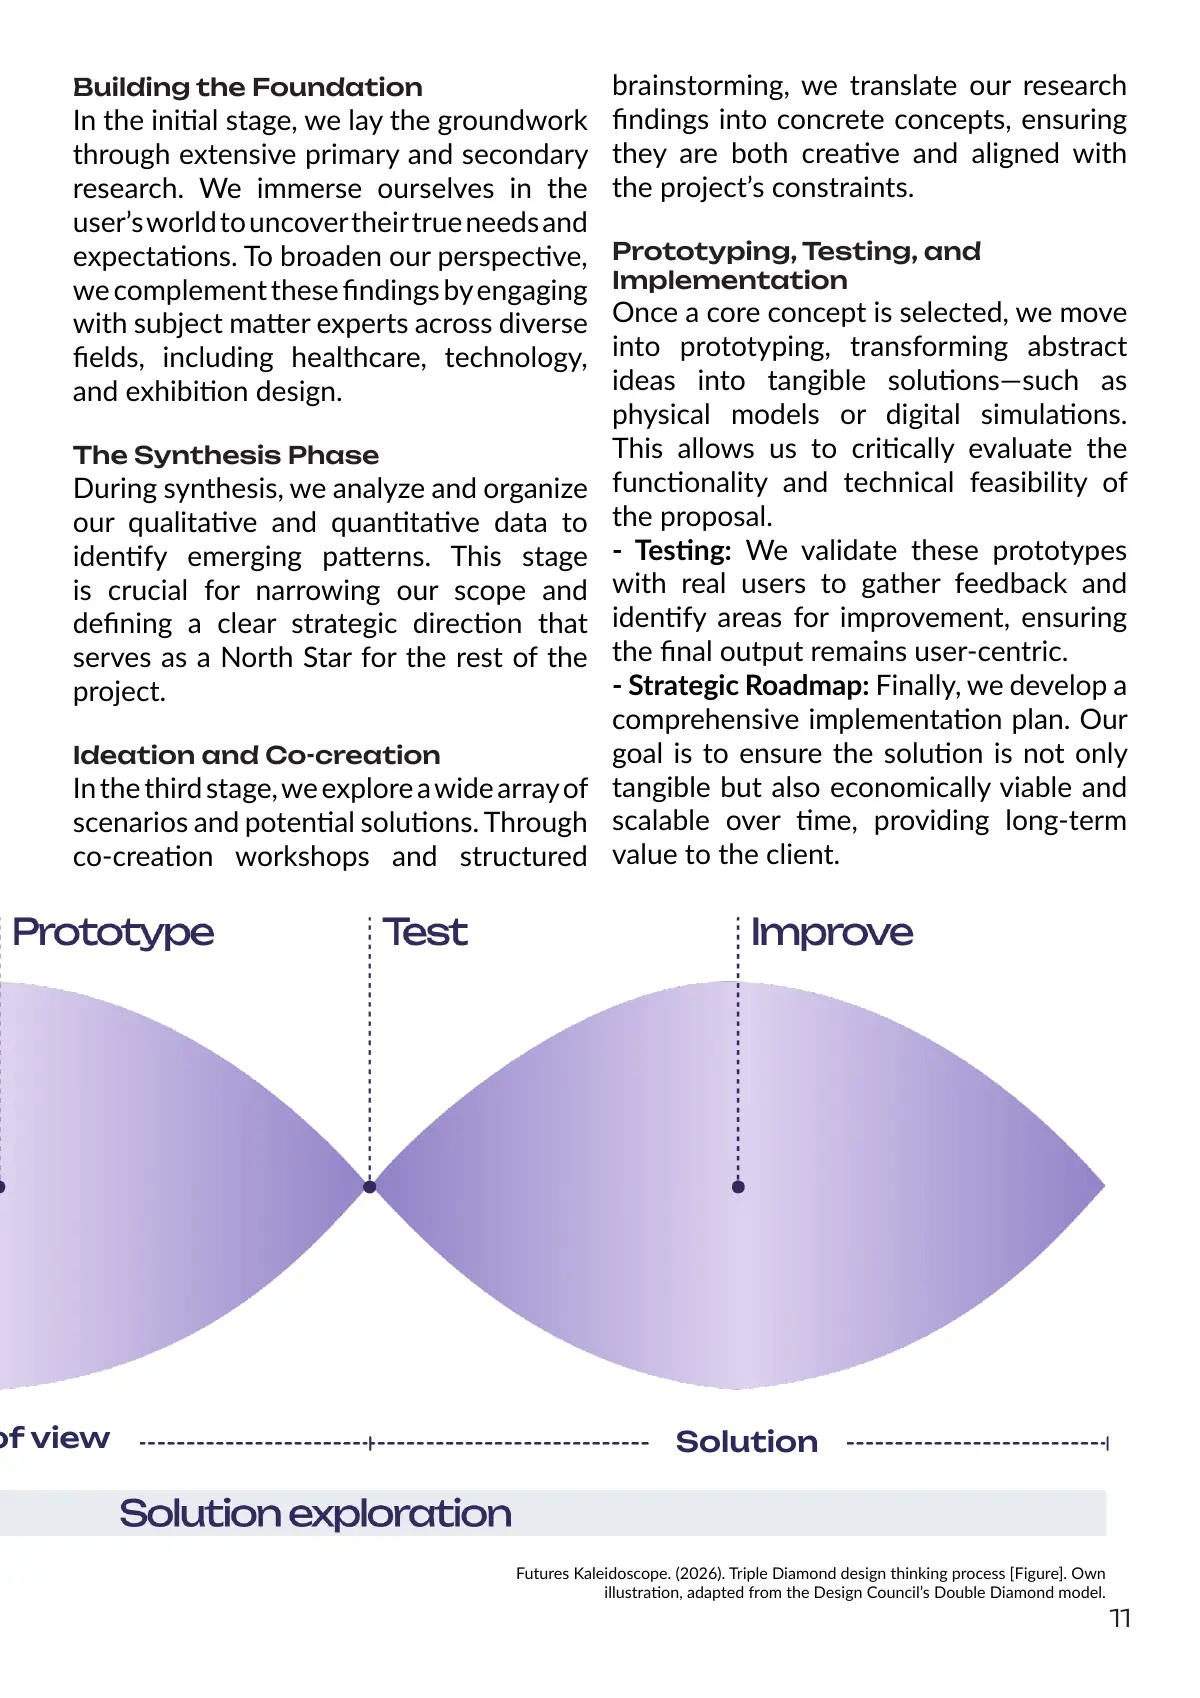 Building the Foundation
In the initial stage, we lay the groundwork
through extensive primary and secondary
research. We immerse ourselves in the
user’s world to uncover their true needs and
expectations. To broaden our perspective,
we complement these findings by engaging
with subject matter experts across diverse
fields, including healthcare, technology,
and exhibition design.
The Synthesis Phase
During synthesis, we analyze and organize
our qualitative and quantitative data to
identify emerging patterns. This stage
is crucial for narrowing our scope and
defining a clear strategic direction that
serves as a North Star for the rest of the
project.
Ideation and Co-creation
In the third stage, we explore a wide array of
scenarios and potential solutions. Through
co-creation workshops and structured
brainstorming, we translate our research
findings into concrete concepts, ensuring
they are both creative and aligned with
the project’s constraints.
Prototyping, Testing, and
Implementation
Once a core concept is selected, we move
into prototyping, transforming abstract
ideas into tangible solutions—such as
physical models or digital simulations.
This allows us to critically evaluate the
functionality and technical feasibility of
the proposal.
- Testing: We validate these prototypes
with real users to gather feedback and
identify areas for improvement, ensuring
the final output remains user-centric.
- Strategic Roadmap: Finally, we develop a
comprehensive implementation plan. Our
goal is to ensure the solution is not only
tangible but also economically viable and
scalable over time, providing long-term
value to the client.
Prototype
Test
Improve
of view
Solution
Solution exploration
Futures Kaleidoscope. (2026). Triple Diamond design thinking process [Figure]. Own
illustration, adapted from the Design Council’s Double Diamond model.
11